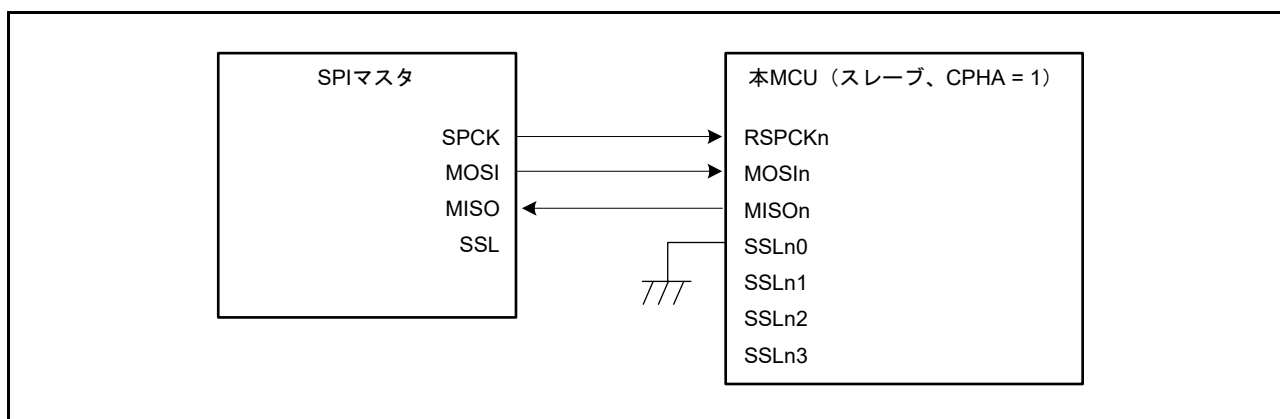 SPIマスタ
SPCK
MOSI
MISO
SSL
本MCU（スレーブ、CPHA = 1）
RSPCKn
MOSIn
MISOn
SSLn0
SSLn1
SSLn2
SSLn3